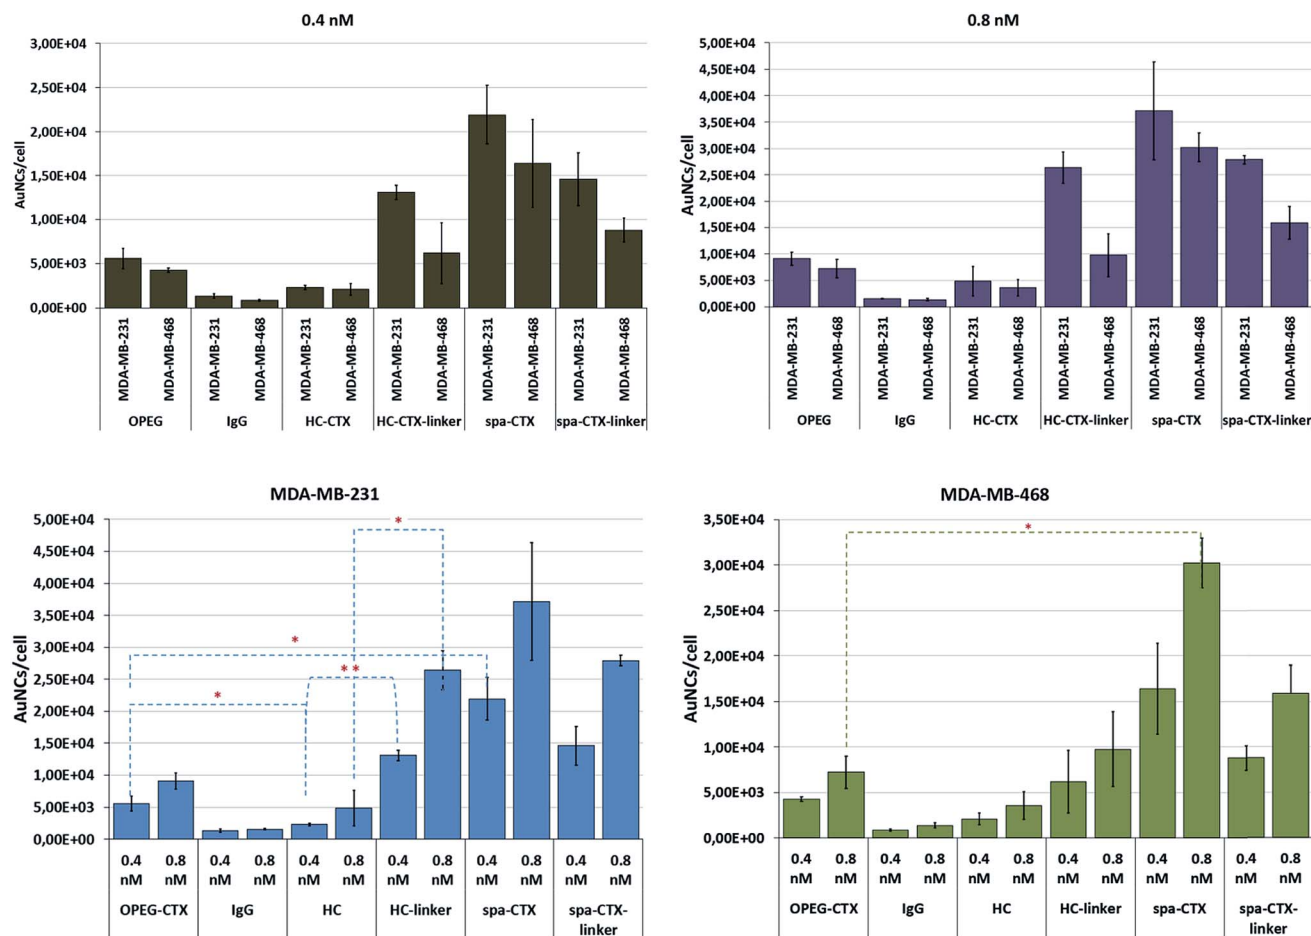 0.4 nM
AuNCs/cell
3,00E+04
2,50E+04
2,00E+04
1,50E+04
1,00E+04
5,00E+03
0,00E+00
MDA-MB-231
MDA-MB-468
MDA-MB-231
MDA-MB-468
MDA-MB-231
MDA-MB-468
MDA-MB-231
MDA-MB-468
MDA-MB-231
MDA-MB-468
MDA-MB-231
MDA-MB-468
OPEG IgG HC-CTX HC-CTX-linker spa-CTX spa-CTX-linker
0.8 nM
AuNCs/cell
5,00E+04
4,50E+04
4,00E+04
3,50E+04
3,00E+04
2,50E+04
2,00E+04
1,50E+04
1,00E+04
5,00E+03
0,00E+00
MDA-MB-231
MDA-MB-468
MDA-MB-231
MDA-MB-468
MDA-MB-231
MDA-MB-468
MDA-MB-231
MDA-MB-468
MDA-MB-231
MDA-MB-468
MDA-MB-231
MDA-MB-468
OPEG IgG HC-CTX HC-CTX-linker spa-CTX spa-CTX-linker
MDA-MB-231
AuNCs/cell
5,00E+04
4,50E+04
4,00E+04
3,50E+04
3,00E+04
2,50E+04
2,00E+04
1,50E+04
1,00E+04
5,00E+03
0,00E+00
*
*
* *
*
0.4 0.8 0.4 0.8 0.4 0.8 0.4 0.8 0.4 0.8 0.4 0.8
nM nM nM nM nM nM nM nM nM nM nM nM
OPEG-CTX IgG HC HC-linker spa-CTX spa-CTX-
linker
MDA-MB-468
AuNCs/cell
3,50E+04
3,00E+04
2,50E+04
2,00E+04
1,50E+04
1,00E+04
5,00E+03
0,00E+00
*
0.4 0.8 0.4 0.8 0.4 0.8 0.4 0.8 0.4 0.8 0.4 0.8
nM nM nM nM nM nM nM nM nM nM nM nM
OPEG-CTX IgG HC HC-linker spa-CTX spa-CTX-
linker